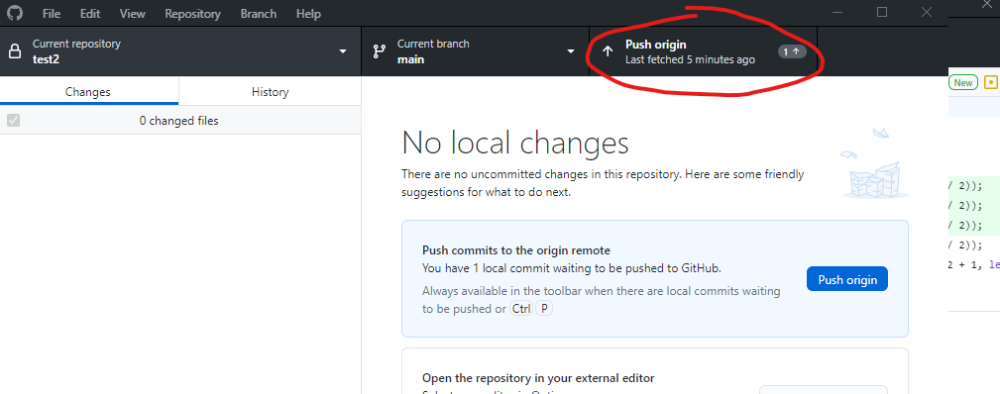 File Edit View Repository Branch Help
Current repository
test2
Current branch
main
Push origin
Last fetched 5 minutes ago
1
Changes
History
0 changed files
No local changes
There are no uncommitted changes in this repository. Here are some friendly
suggestions for what to do next.
Push commits to the origin remote
You have 1 local commit waiting to be pushed to GitHub.
Always available in the toolbar when there are local commits waiting
to be pushed or Ctrl P
Push origin
Open the repository in your external editor
New
/ 2));
/ 2));
/ 2));
/ 2));
2 + 1, le